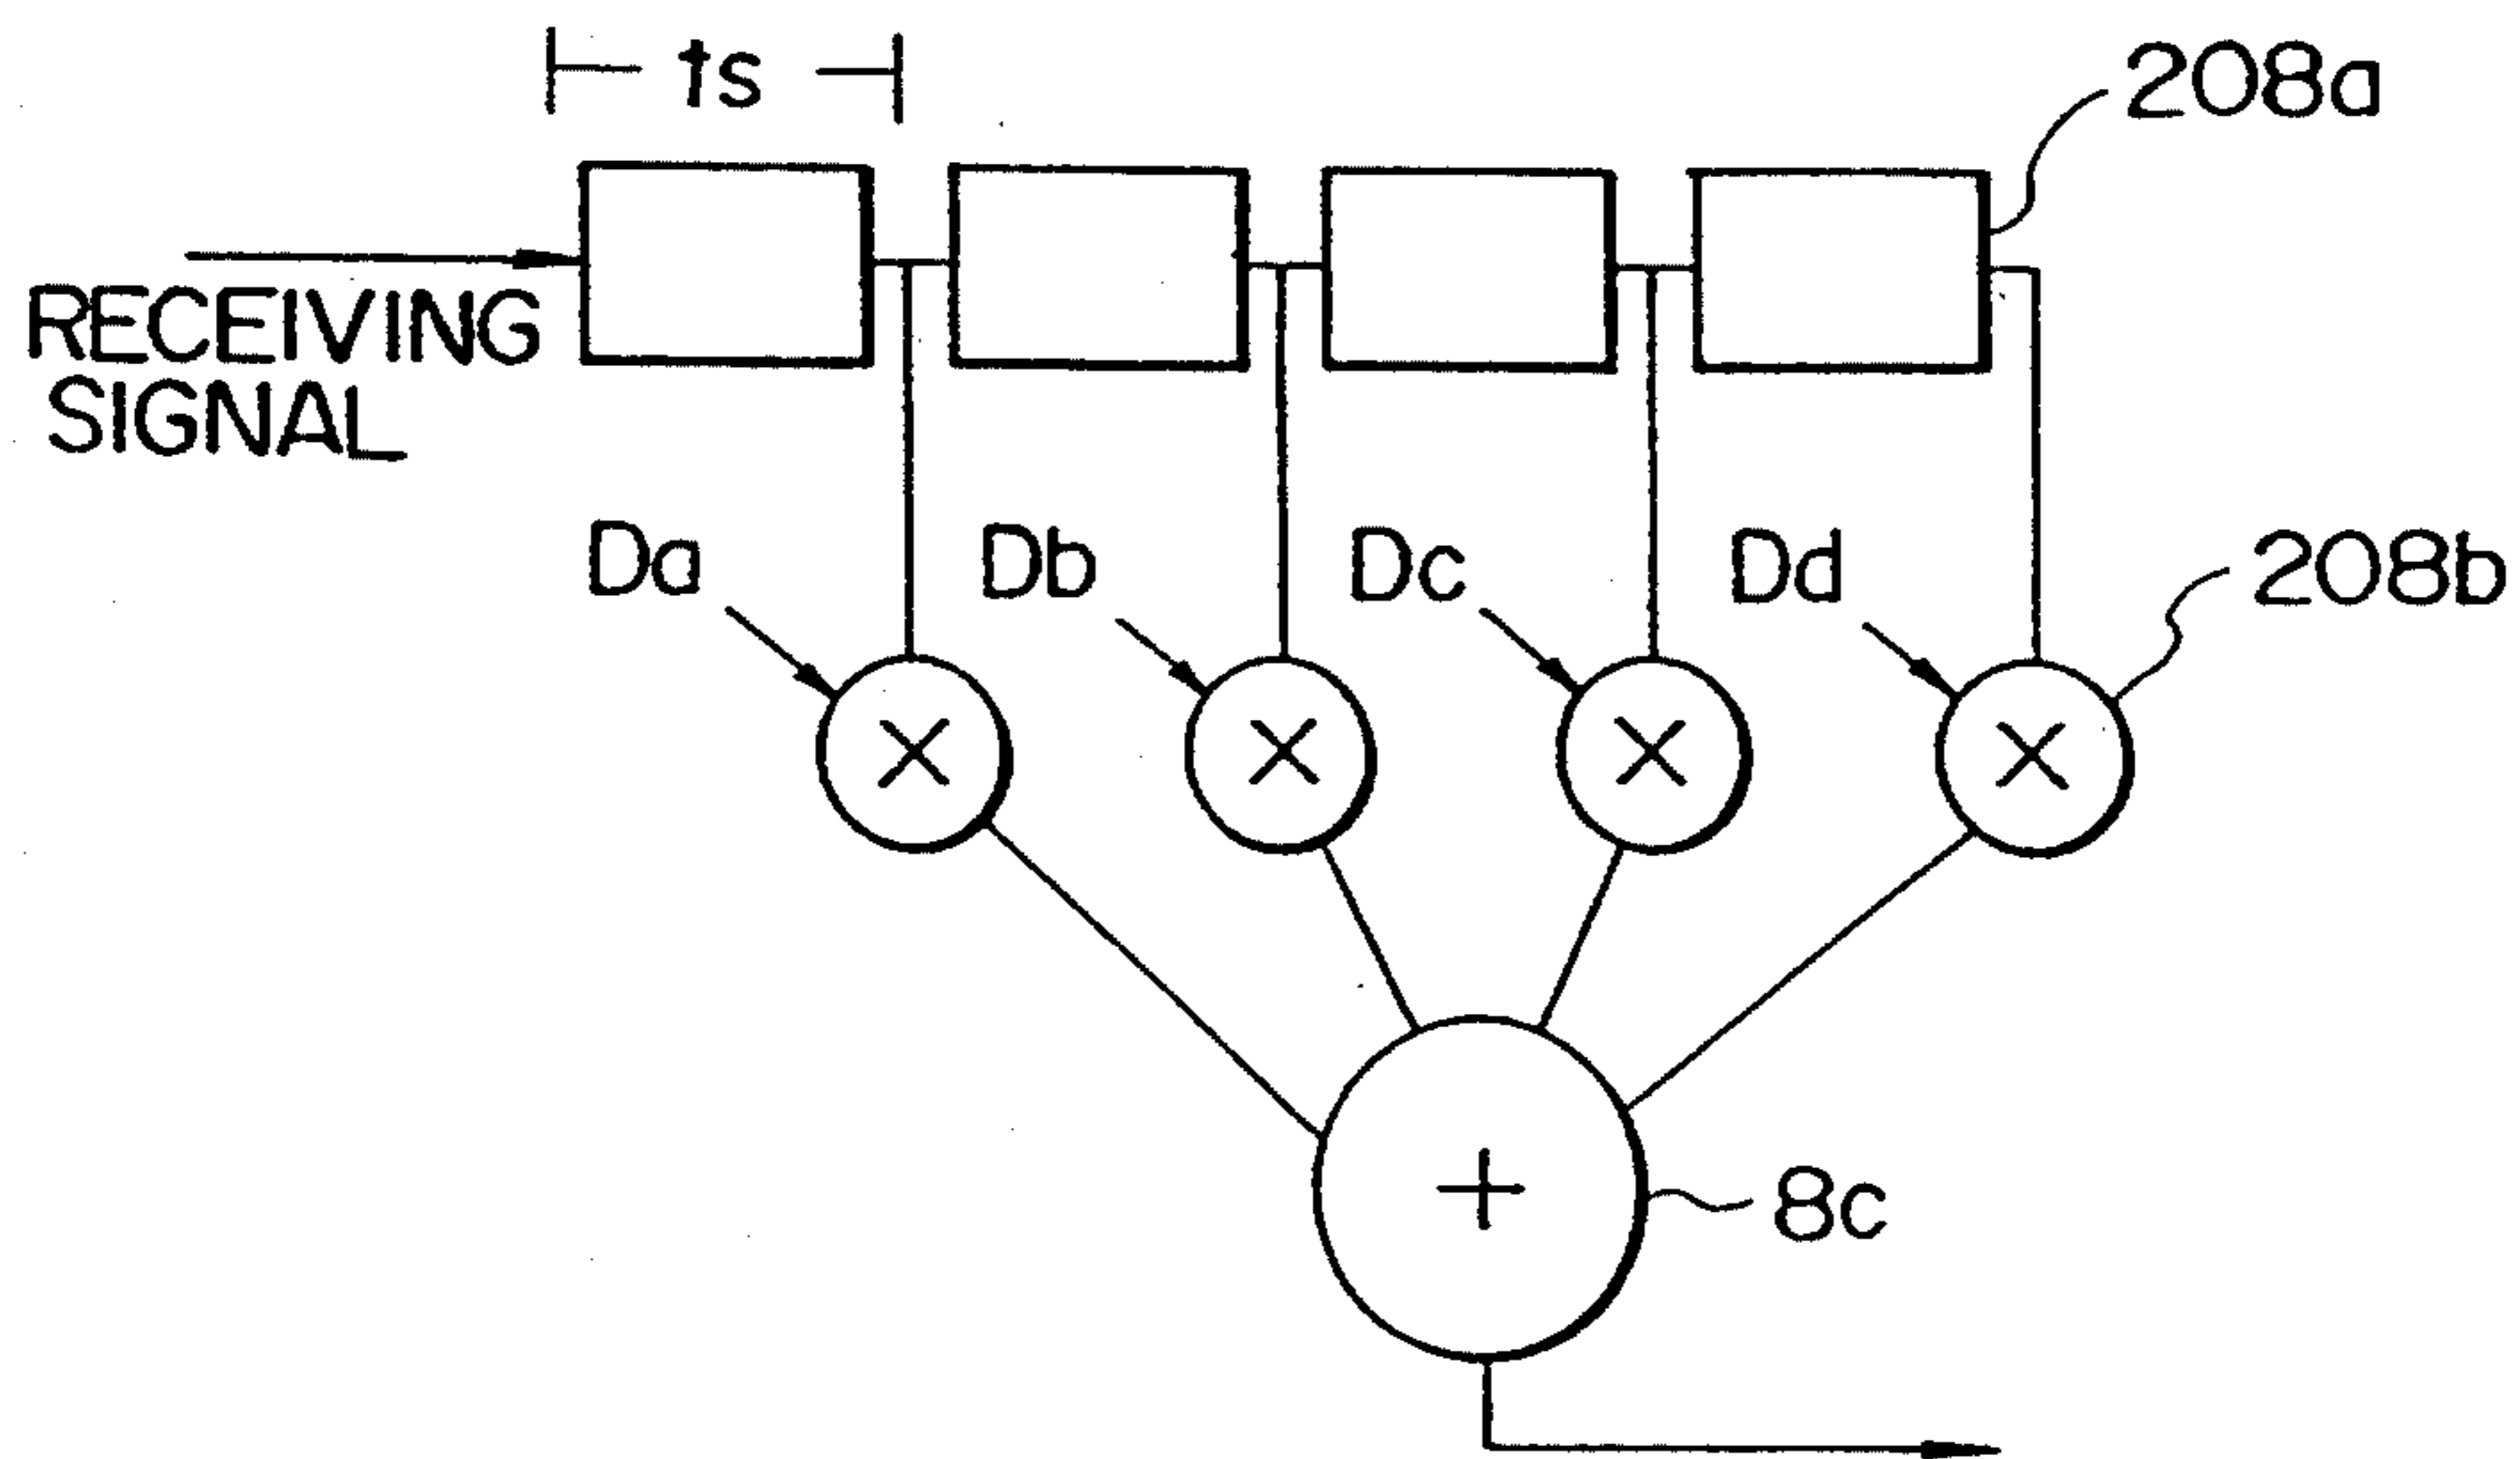 ts
208a
RECEIVING
SIGNAL
Da
Db
Dc
Dd
208b
×
×
×
×
+
8c